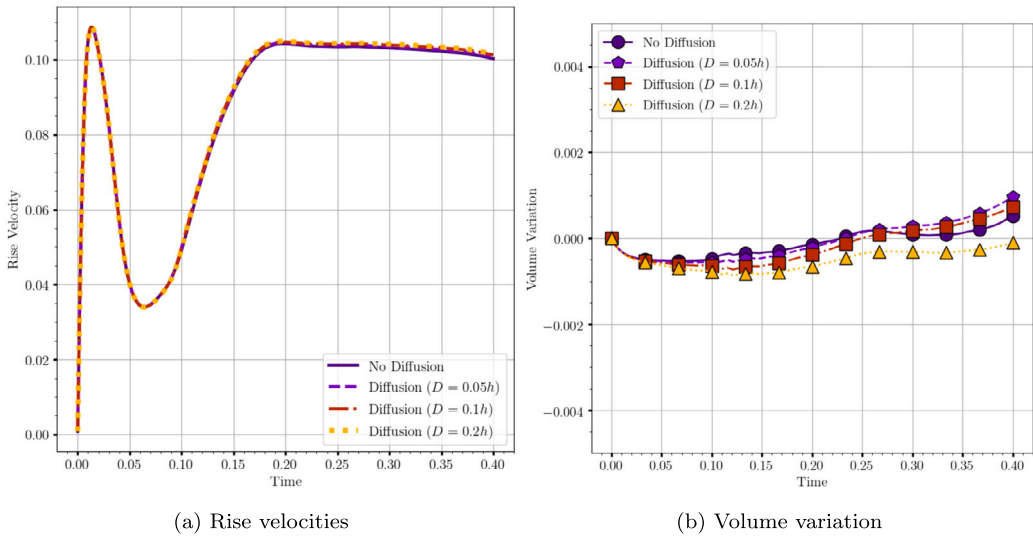 0.10
0.08
0.06
0.04
0.02
0.00
Rise Velocity
No Diffusion
Diffusion (D = 0.05h)
Diffusion (D = 0.1h)
Diffusion (D = 0.2h)
0.00 0.05 0.10 0.15 0.20 0.25 0.30 0.35 0.40
Time
(a) Rise velocities
0.004
0.002
0.000
−0.002
−0.004
Volume Variation
No Diffusion
Diffusion (D = 0.05h)
Diffusion (D = 0.1h)
Diffusion (D = 0.2h)
0.00 0.05 0.10 0.15 0.20 0.25 0.30 0.35 0.40
Time
(b) Volume variation